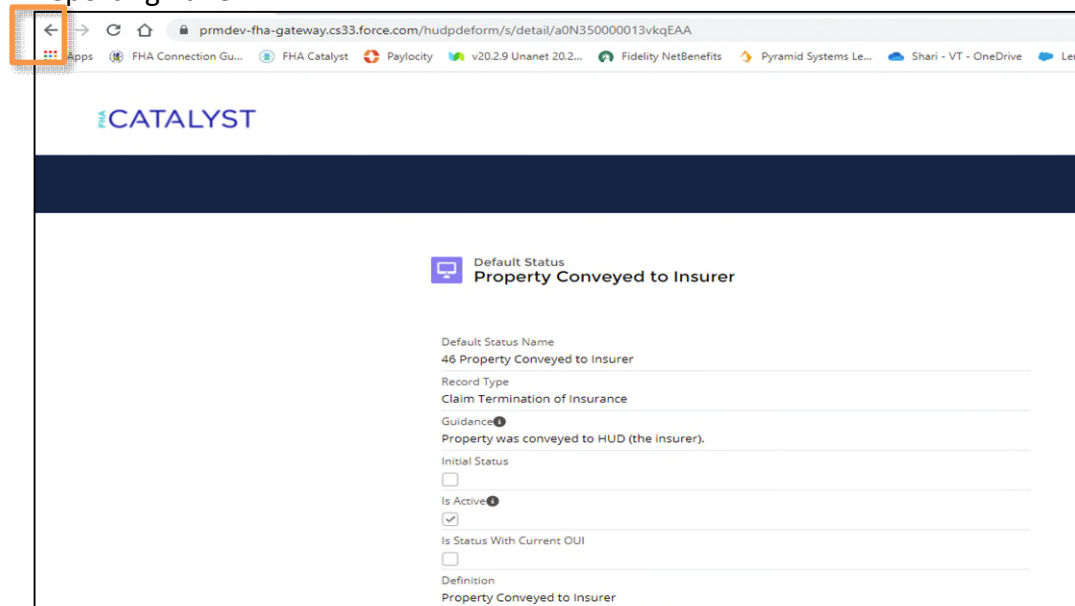 prmdev-fha-gateway.cs33.force.com/hudpdeform/s/detail/a0N350000013vkqEAA
Apps FHA Connection Gu... FHA Catalyst Paylocity v20.2.9 Unanet 20.2... Fidelity NetBenefits Pyramid Systems Le... Shari - VT - OneDrive
FHA CATALYST
Default Status
Property Conveyed to Insurer
Default Status Name
46 Property Conveyed to Insurer
Record Type
Claim Termination of Insurance
Guidance
Property was conveyed to HUD (the insurer).
Initial Status
Is Active
Is Status With Current OUI
Definition
Property Conveyed to Insurer